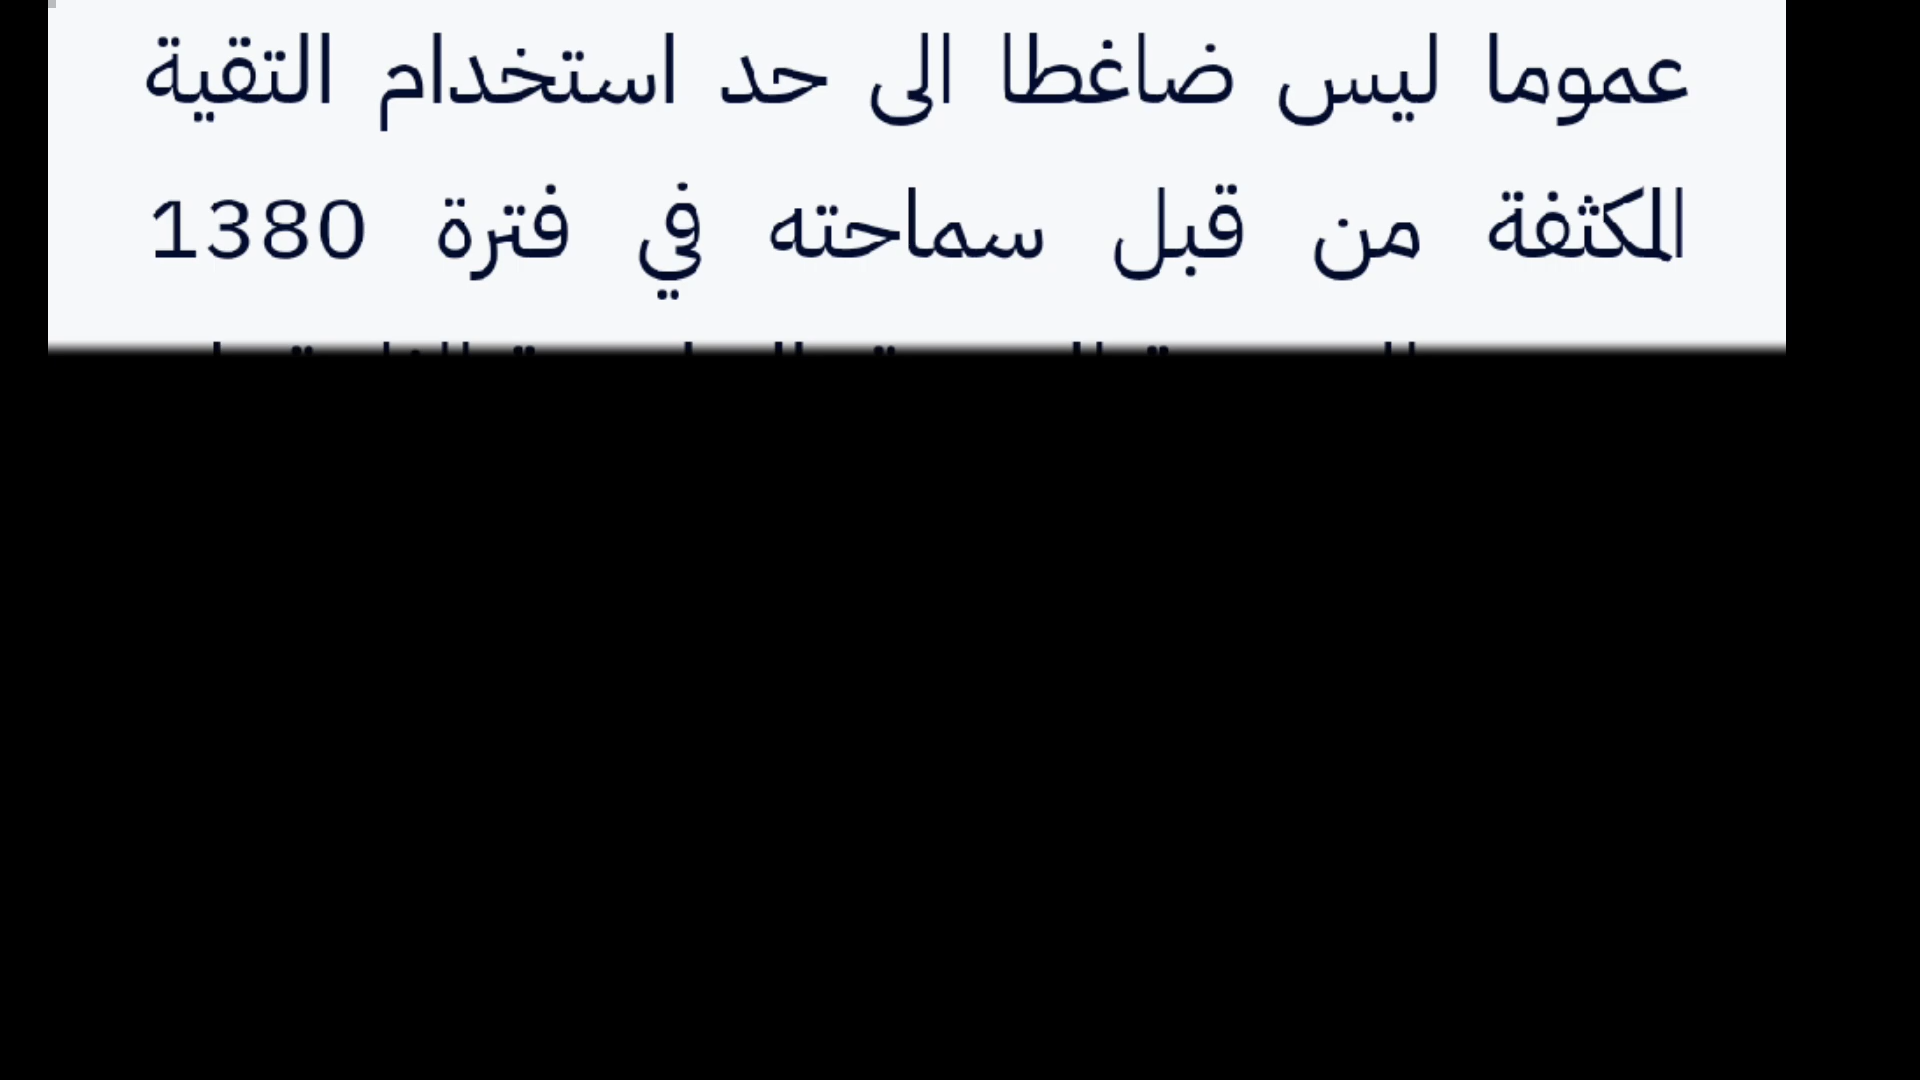 عموما ليس ضاغطا الى حد استخدام التقية
المكثفة من قبل سماحته في فترة 1380